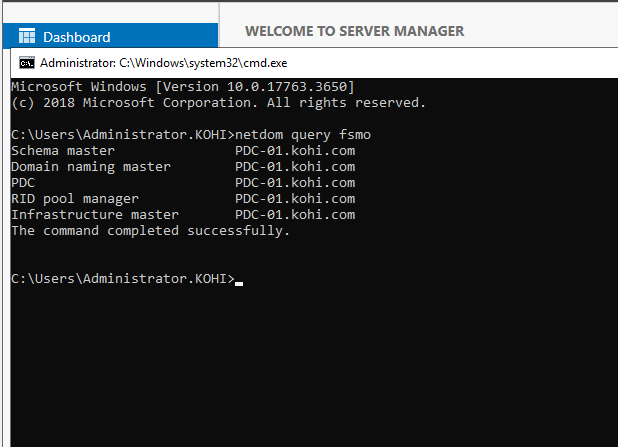 Dashboard
WELCOME TO SERVER MANAGER
Administrator: C:\Windows\system32\cmd.exe
Microsoft Windows [Version 10.0.17763.3650]
(c) 2018 Microsoft Corporation. All rights reserved.
C:\Users\Administrator.KOHI>netdom query fsmo
Schema master               PDC-01.kohi.com
Domain naming master        PDC-01.kohi.com
PDC                         PDC-01.kohi.com
RID pool manager            PDC-01.kohi.com
Infrastructure master       PDC-01.kohi.com
The command completed successfully.
C:\Users\Administrator.KOHI>